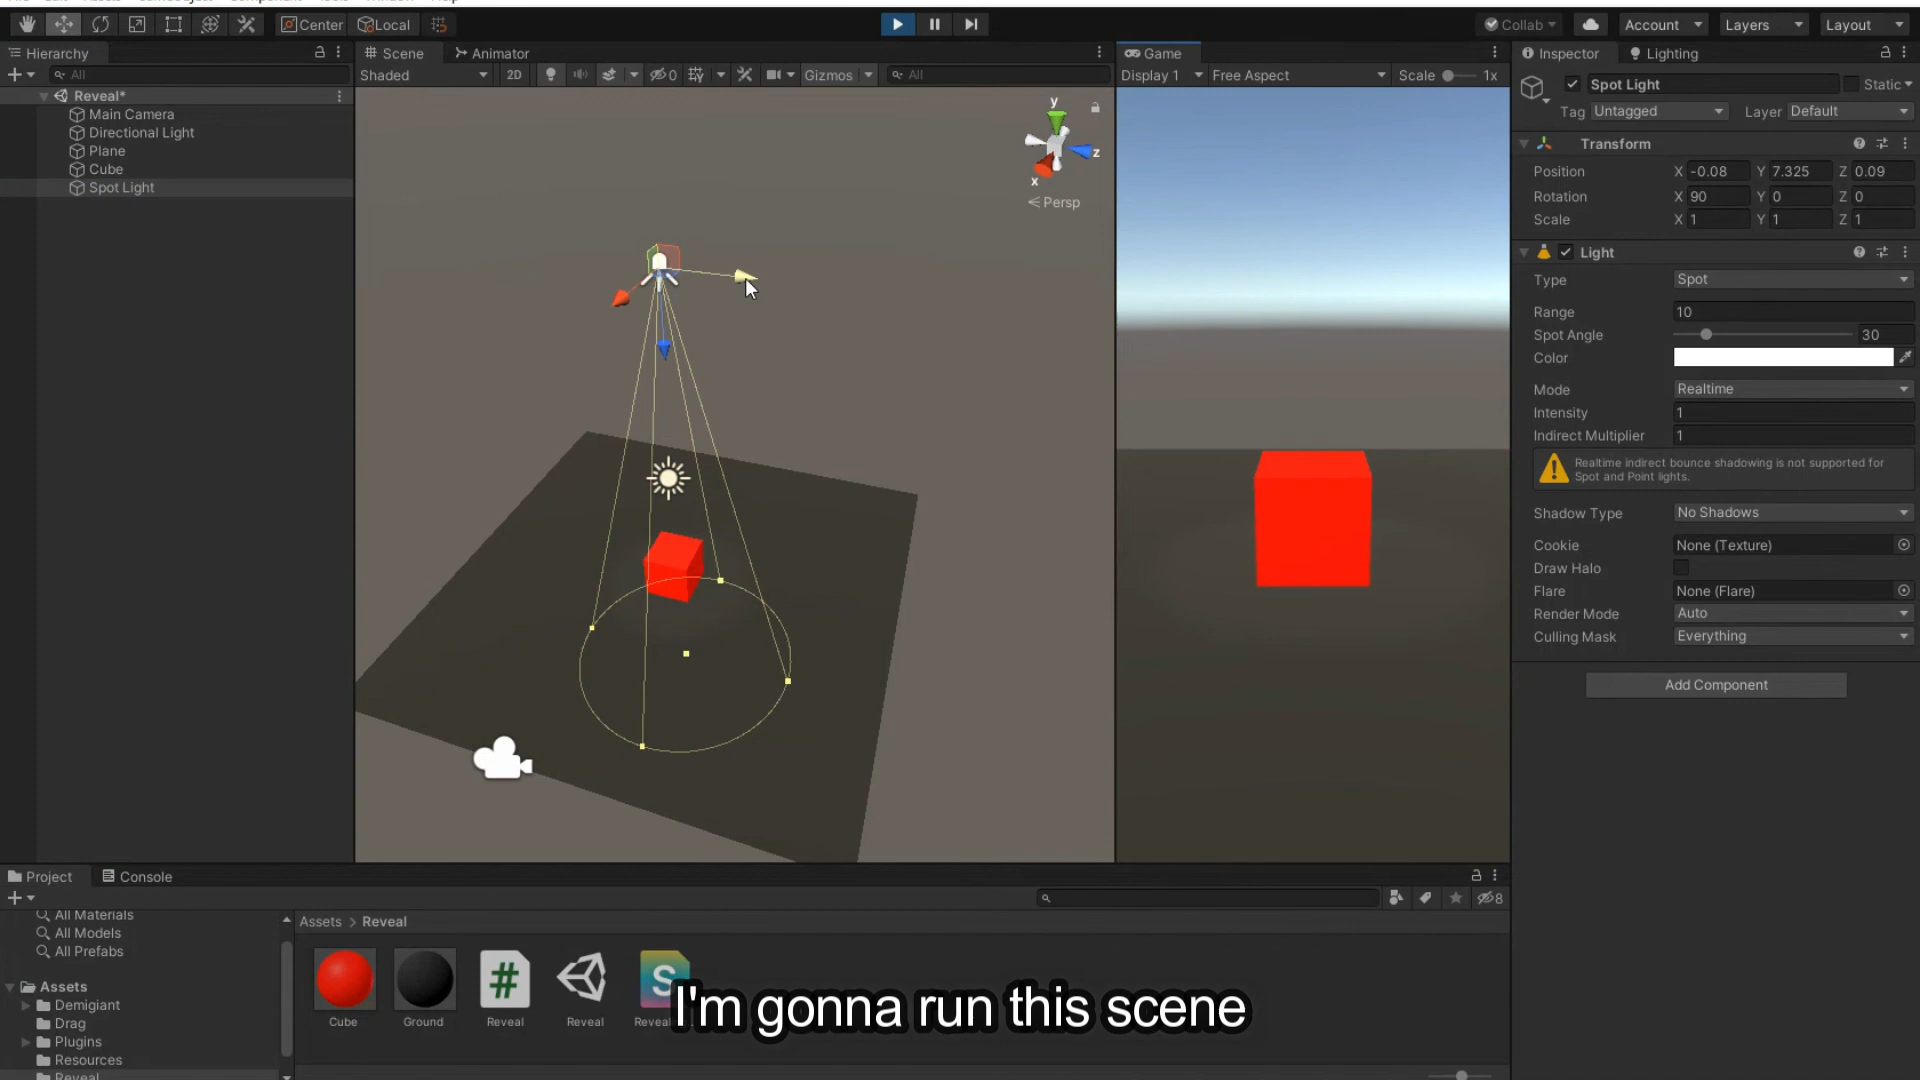 Center
Local
Collab
Account
Layers
Layout
Hierarchy
All
Reveal*
Main Camera
Directional Light
Plane
Cube
Spot Light
Scene
Animator
Shaded
2D
0
Gizmos
All
y
z
x
Persp
Game
Display 1
Free Aspect
Scale
1x
Inspector
Lighting
Spot Light
Static
Tag
Untagged
Layer
Default
Transform
Position X -0.08 Y 7.325 Z 0.09
Rotation X 90 Y 0 Z 0
Scale X 1 Y 1 Z 1
Light
Type Spot
Range 10
Spot Angle 30
Color
Mode Realtime
Intensity 1
Indirect Multiplier 1
Realtime indirect bounce shadowing is not supported for
Spot and Point lights.
Shadow Type No Shadows
Cookie None (Texture)
Draw Halo
Flare None (Flare)
Render Mode Auto
Culling Mask Everything
Add Component
Project
Console
8
All Materials
All Models
All Prefabs
Assets
Demigiant
Drag
Plugins
Resources
Reveal
Assets > Reveal
Cube
Ground
Reveal
Reveal
I'm gonna run this scene